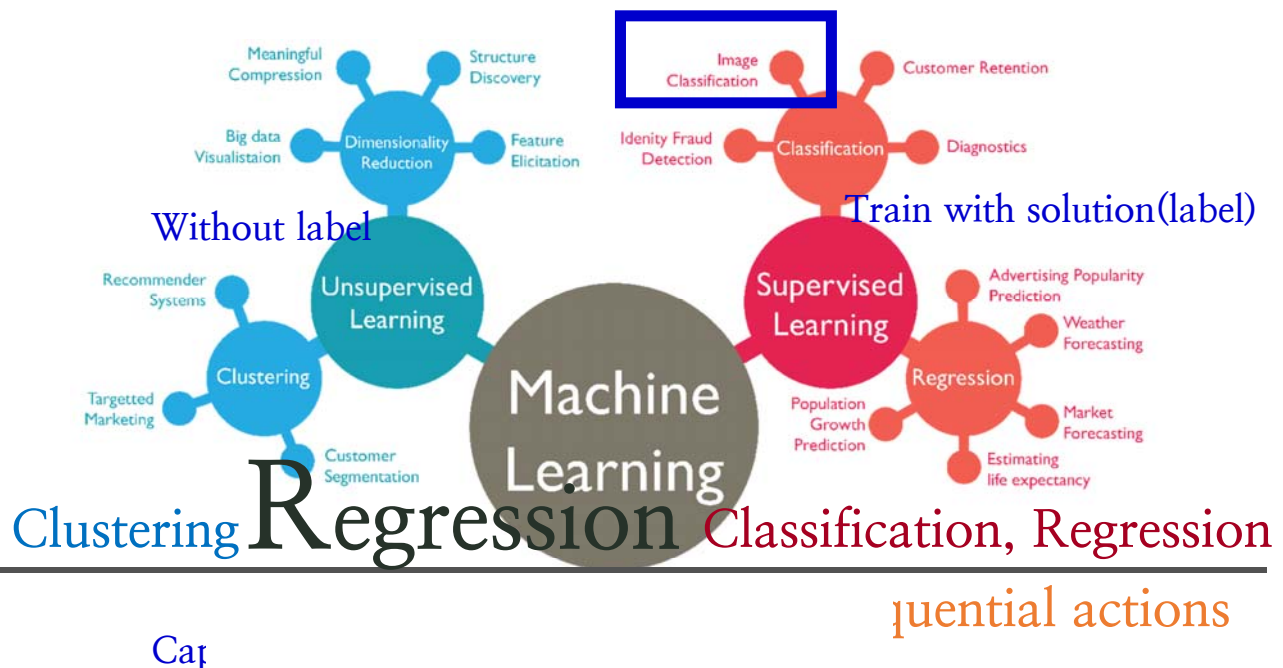 Meaningful
Compression
Structure
Discovery
Big data
Visualistaion
Dimensionality
Reduction
Feature
Elicitation
Image
Classification
Customer Retention
Idenity Fraud
Detection
Classification
Diagnostics
Without label
Train with solution(label)
Recommender
Systems
Unsupervised
Learning
Supervised
Learning
Advertising Popularity
Prediction
Weather
Forecasting
Clustering
Machine
Learning
Regression
Targetted
Marketing
Population
Growth
Prediction
Market
Forecasting
Customer
Segmentation
Estimating
life expectancy
Clustering Regression Classification, Regression
actions